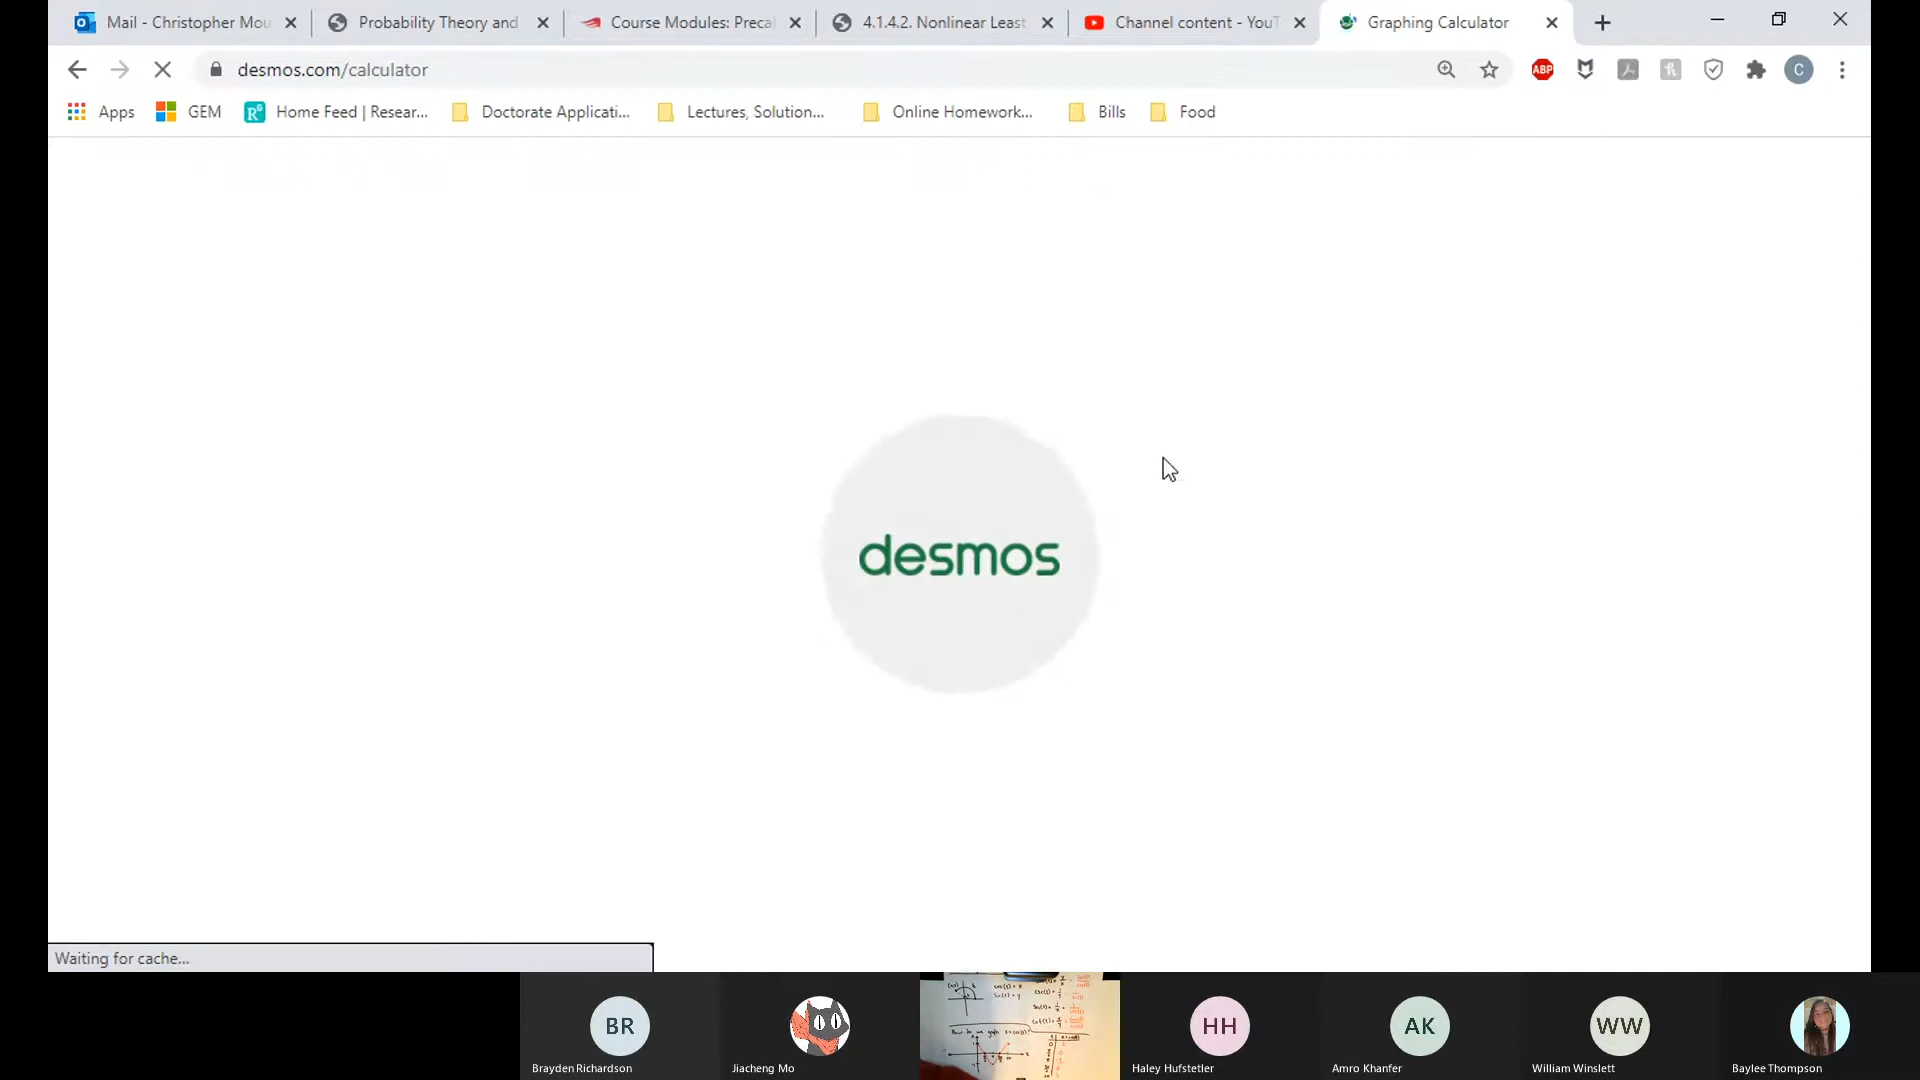 Mail - Christopher Mou
Probability Theory and
Course Modules: Preca
4.1.4.2. Nonlinear Least
Channel content - YouT
Graphing Calculator
desmos.com/calculator
ABP
C
Apps
GEM
Home Feed | Resear...
Doctorate Applicati...
Lectures, Solution...
Online Homework...
Bills
Food
desmos
Waiting for cache...
BR
HH
AK
WW
Brayden Richardson
Jiacheng Mo
Haley Hufstetler
Amro Khanfer
William Winslett
Baylee Thompson